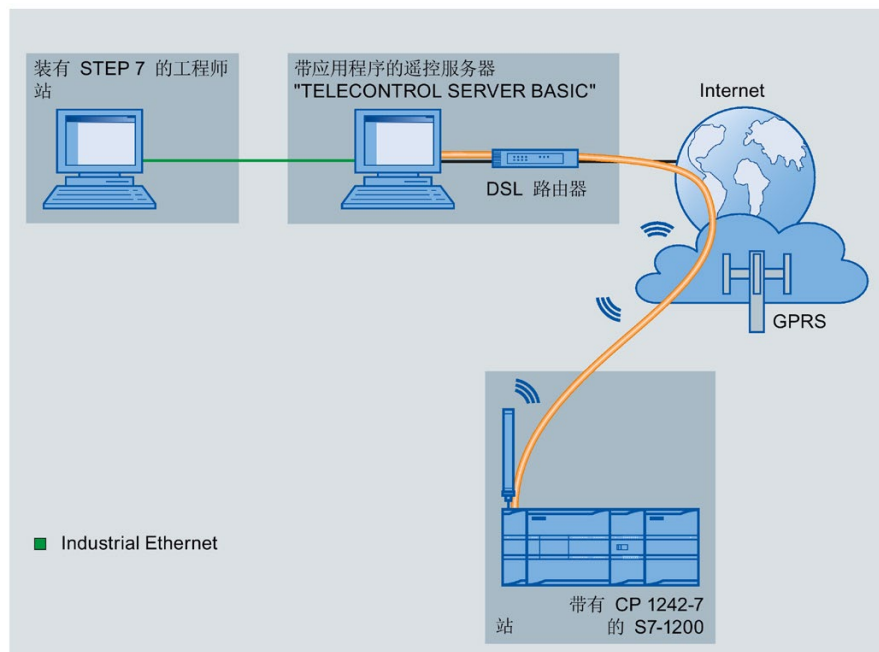 装有 STEP 7 的工程师
站
带应用程序的遥控服务器
"TELECONTROL SERVER BASIC"
Internet
DSL 路由器
GPRS
Industrial Ethernet
带有 CP 1242-7
站 的 S7-1200